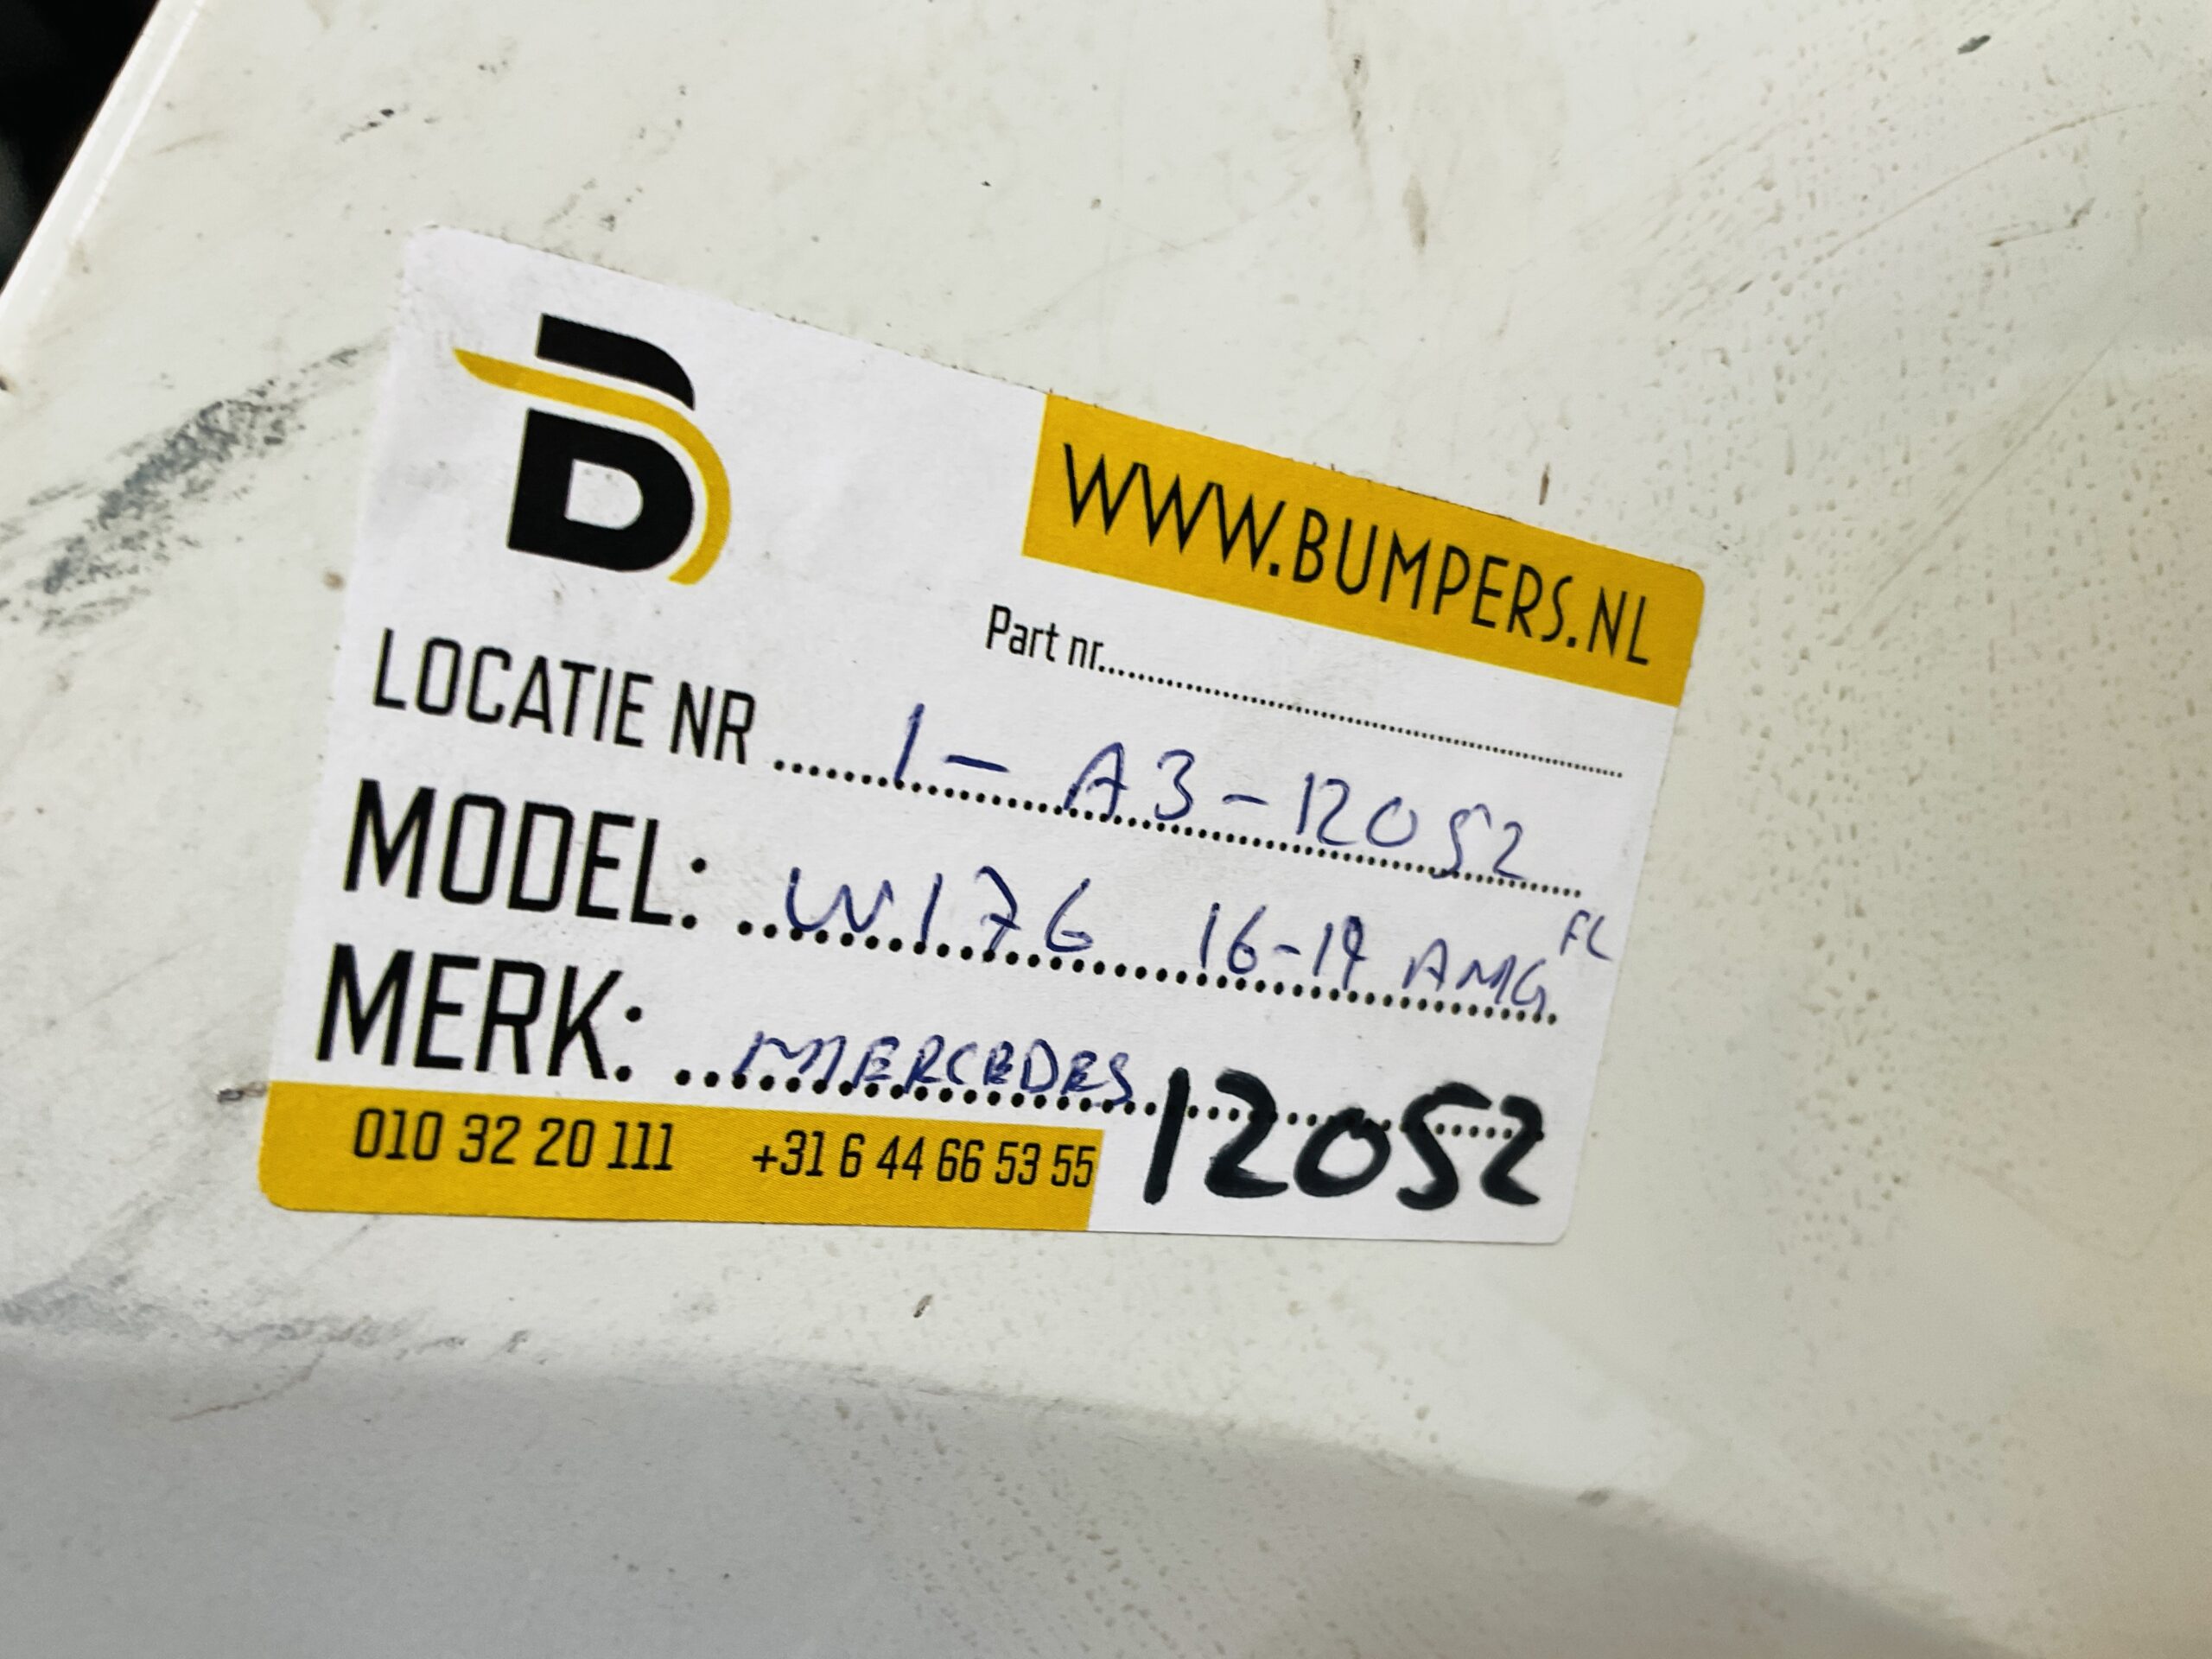 WWW.BUMPERS.NL
Part nr.......
LOCATIE NR ....... 1 - A3 - 12052
MODEL: W176 16-19 AMG FL
MERK: MERCEDES
010 32 20 111 +31 6 44 66 53 55 12052